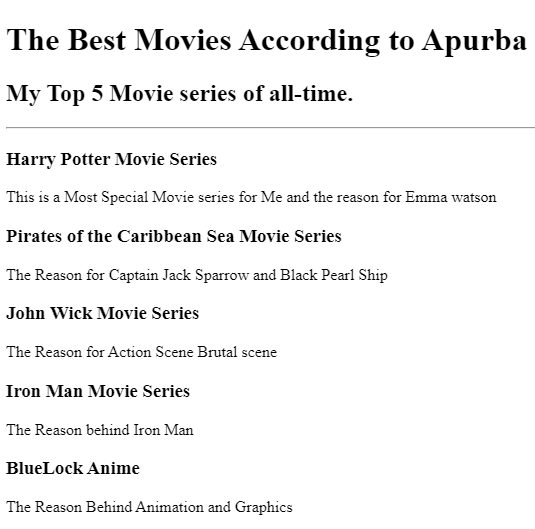 The Best Movies According to Apurba
My Top 5 Movie series of all-time.
Harry Potter Movie Series
This is a Most Special Movie series for Me and the reason for Emma watson
Pirates of the Caribbean Sea Movie Series
The Reason for Captain Jack Sparrow and Black Pearl Ship
John Wick Movie Series
The Reason for Action Scene Brutal scene
Iron Man Movie Series
The Reason behind Iron Man
BlueLock Anime
The Reason Behind Animation and Graphics